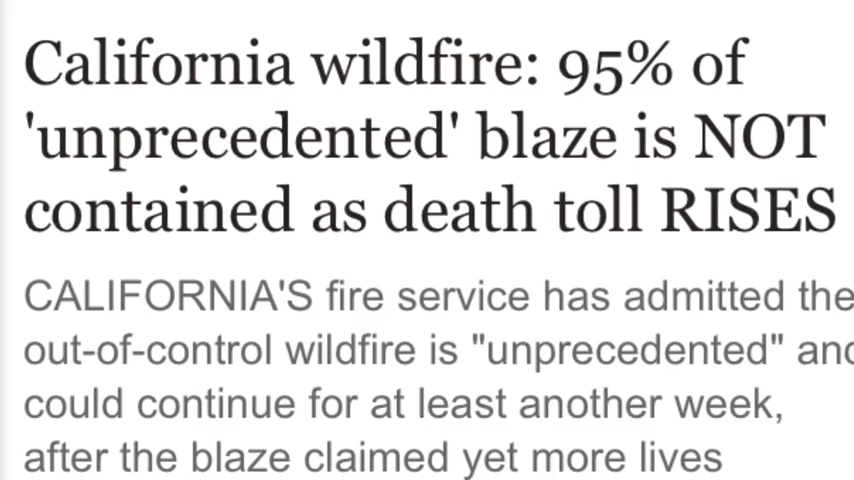 California wildfire: 95% of
'unprecedented' blaze is NOT
contained as death toll RISES
CALIFORNIA'S fire service has admitted the
out-of-control wildfire is "unprecedented" and
could continue for at least another week,
after the blaze claimed yet more lives